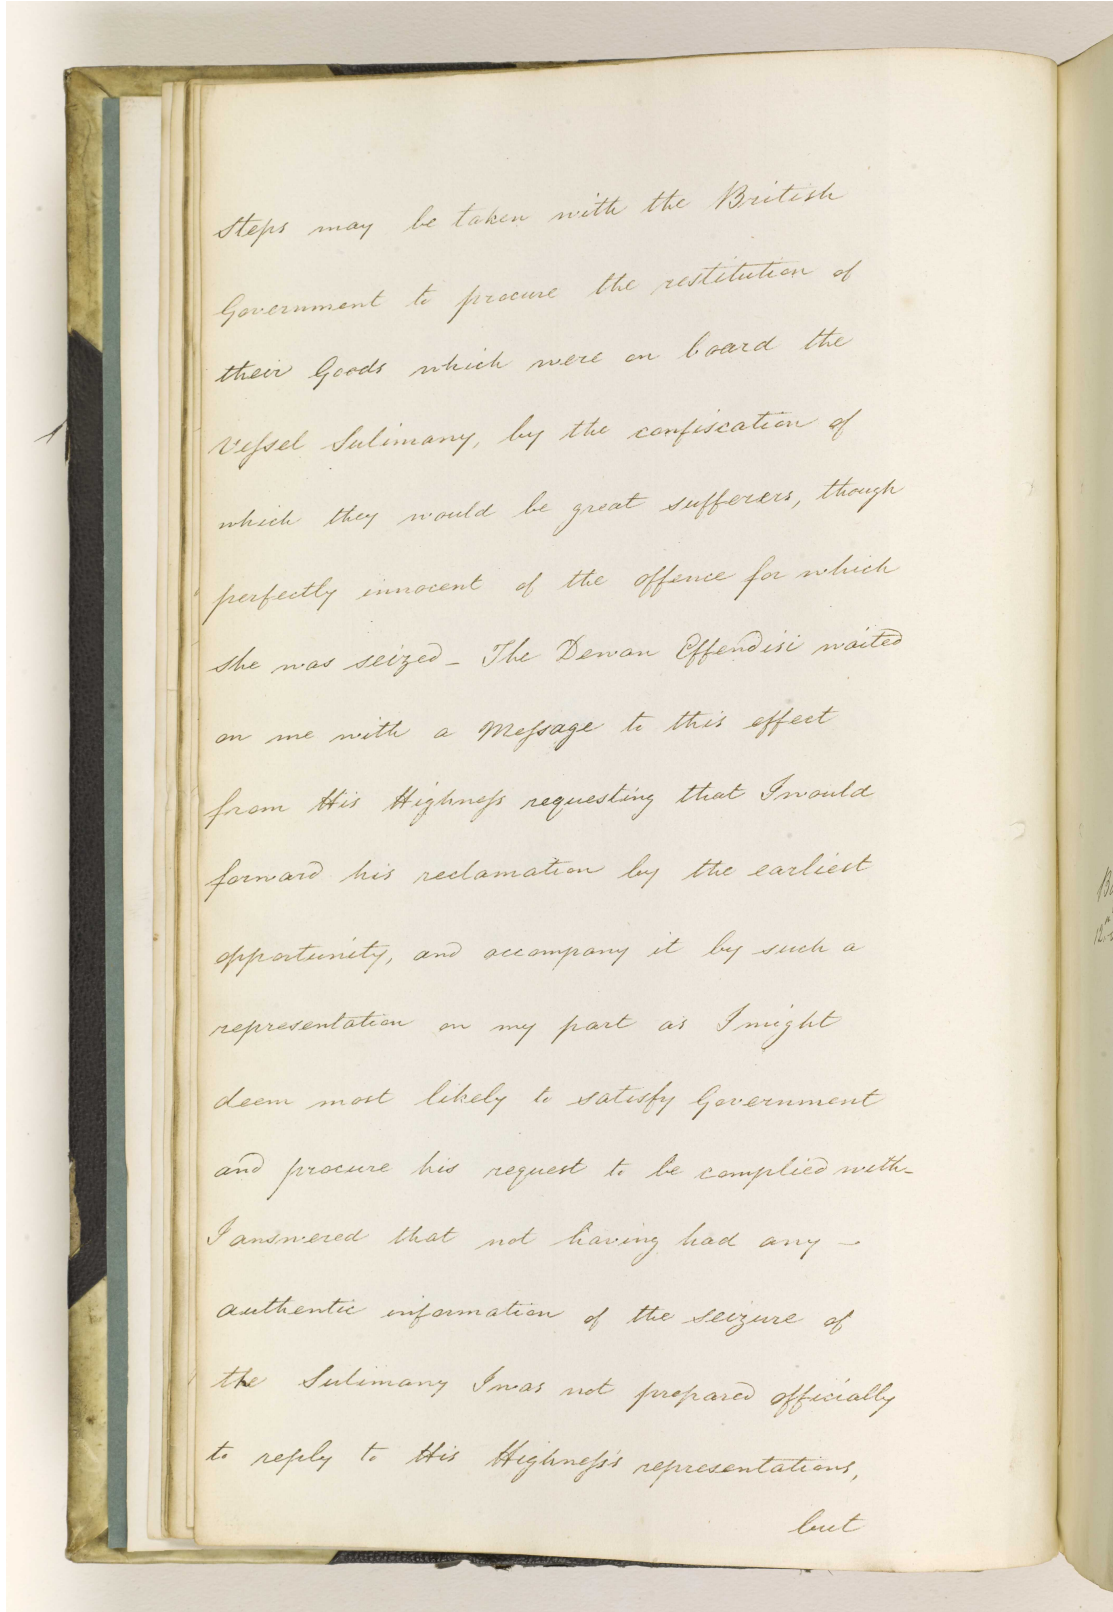 steps may be taken with the British
Government to procure the restitution of
their Goods which were on board the
Vessel Sulimany, by the confiscation of
which they would be great sufferers, though
perfectly innocent of the offence for which
she was seized _ The Dewan Effendisi waited
on me with a Message to this effect
from His Highness requesting that I would
forward his reclamation by the earliest
opportunity, and accompany it by such a
representation on my part as I might
deem most likely to satisfy Government
and procure his request to be complied with _
I answered that not having had any _
authentic information of the seizure of
the Sulimany I was not prepared officially
to reply to His Highness's representations,
but